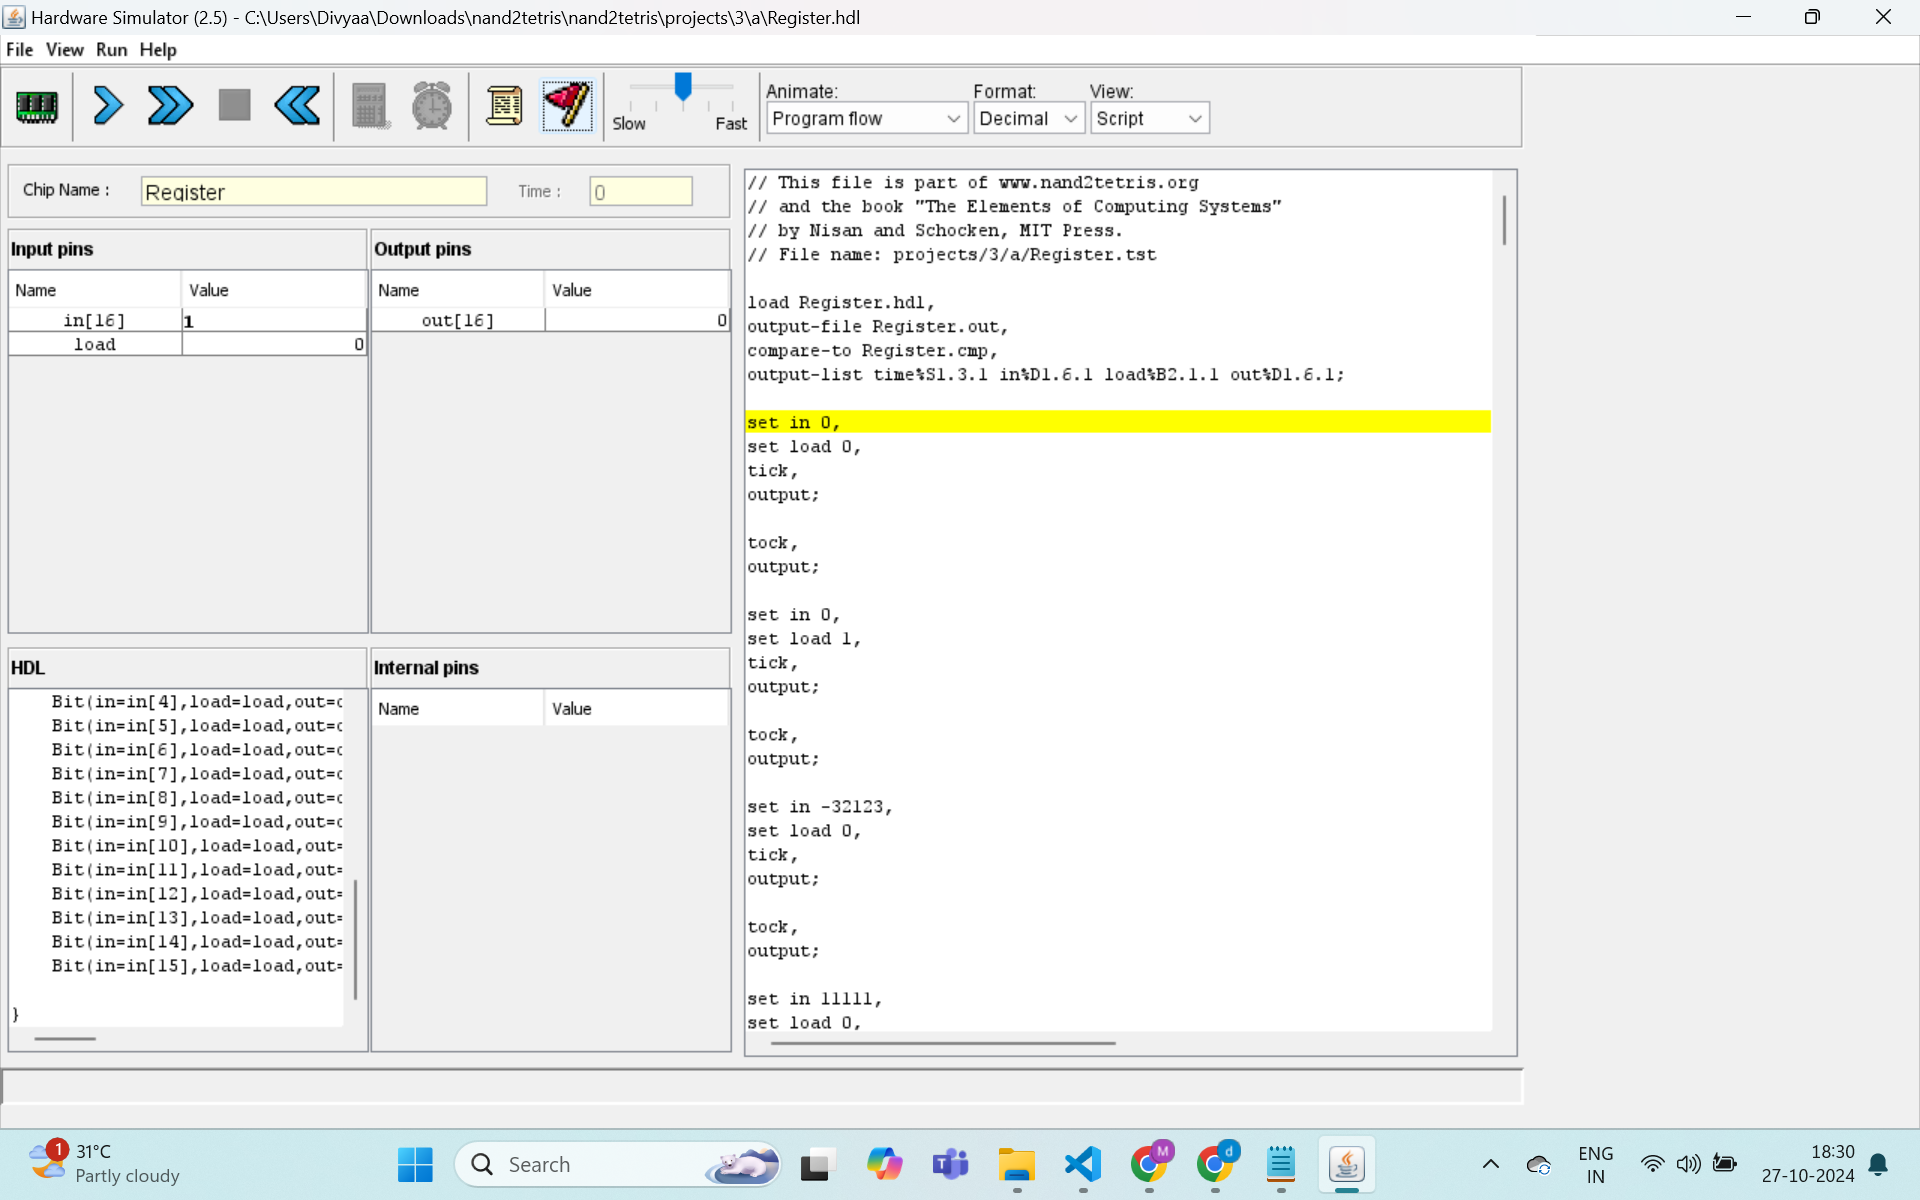 Hardware Simulator (2.5) - C:\Users\Divyaa\Downloads\nand2tetris\nand2tetris\projects\3\a\Register.hdl
File View Run Help
Slow Fast
Animate: Format: View:
Program flow Decimal Script
Chip Name : Register Time : 0
Input pins
Name Value
in[16] 1
load 0
Output pins
Name Value
out[16] 0
HDL
Bit(in=in[4],load=load,out=
Bit(in=in[5],load=load,out=
Bit(in=in[6],load=load,out=
Bit(in=in[7],load=load,out=
Bit(in=in[8],load=load,out=
Bit(in=in[9],load=load,out=
Bit(in=in[10],load=load,out=
Bit(in=in[11],load=load,out=
Bit(in=in[12],load=load,out=
Bit(in=in[13],load=load,out=
Bit(in=in[14],load=load,out=
Bit(in=in[15],load=load,out=
}
Internal pins
Name Value
// This file is part of www.nand2tetris.org
// and the book "The Elements of Computing Systems"
// by Nisan and Schocken, MIT Press.
// File name: projects/3/a/Register.tst
load Register.hdl,
output-file Register.out,
compare-to Register.cmp,
output-list time%S1.3.1 in%D1.6.1 load%B2.1.1 out%D1.6.1;
set in 0,
set load 0,
tick,
output;
tock,
output;
set in 0,
set load 1,
tick,
output;
tock,
output;
set in -32123,
set load 0,
tick,
output;
tock,
output;
set in 11111,
set load 0,
1
31°C
Partly cloudy
Search
M
d
ENG
IN
18:30
27-10-2024